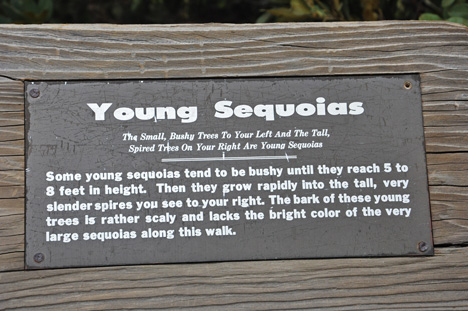 Young Sequoias
The Small, Bushy Trees To Your Left And The Tall,
Spired Trees On Your Right Are Young Sequoias
Some young sequoias tend to be bushy until they reach 5 to
8 feet in height. Then they grow rapidly into the tall, very
slender spires you see to your right. The bark of these young
trees is rather scaly and lacks the bright color of the very
large sequoias along this walk.